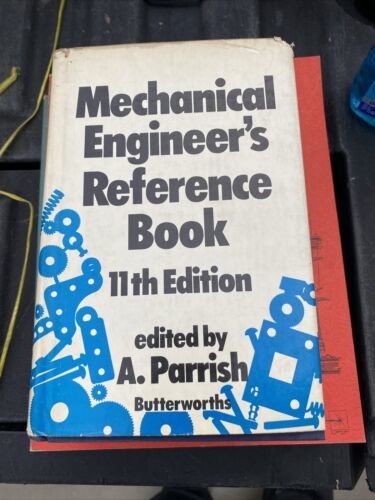 Mechanical
Engineer's
Reference
Book
11th Edition
edited by
A. Parrish
Butterworths